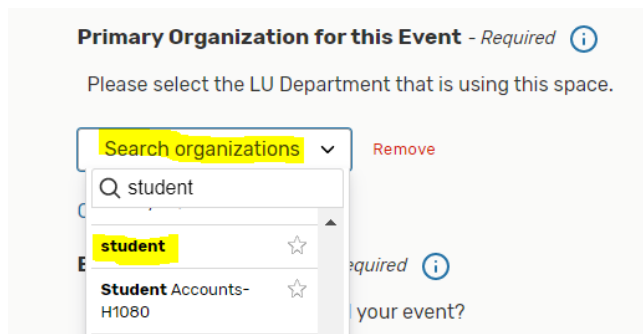 Primary Organization for this Event - Required
Please select the LU Department that is using this space.
Search organizations
Remove
student
student
Student Accounts-
H1080
your event?